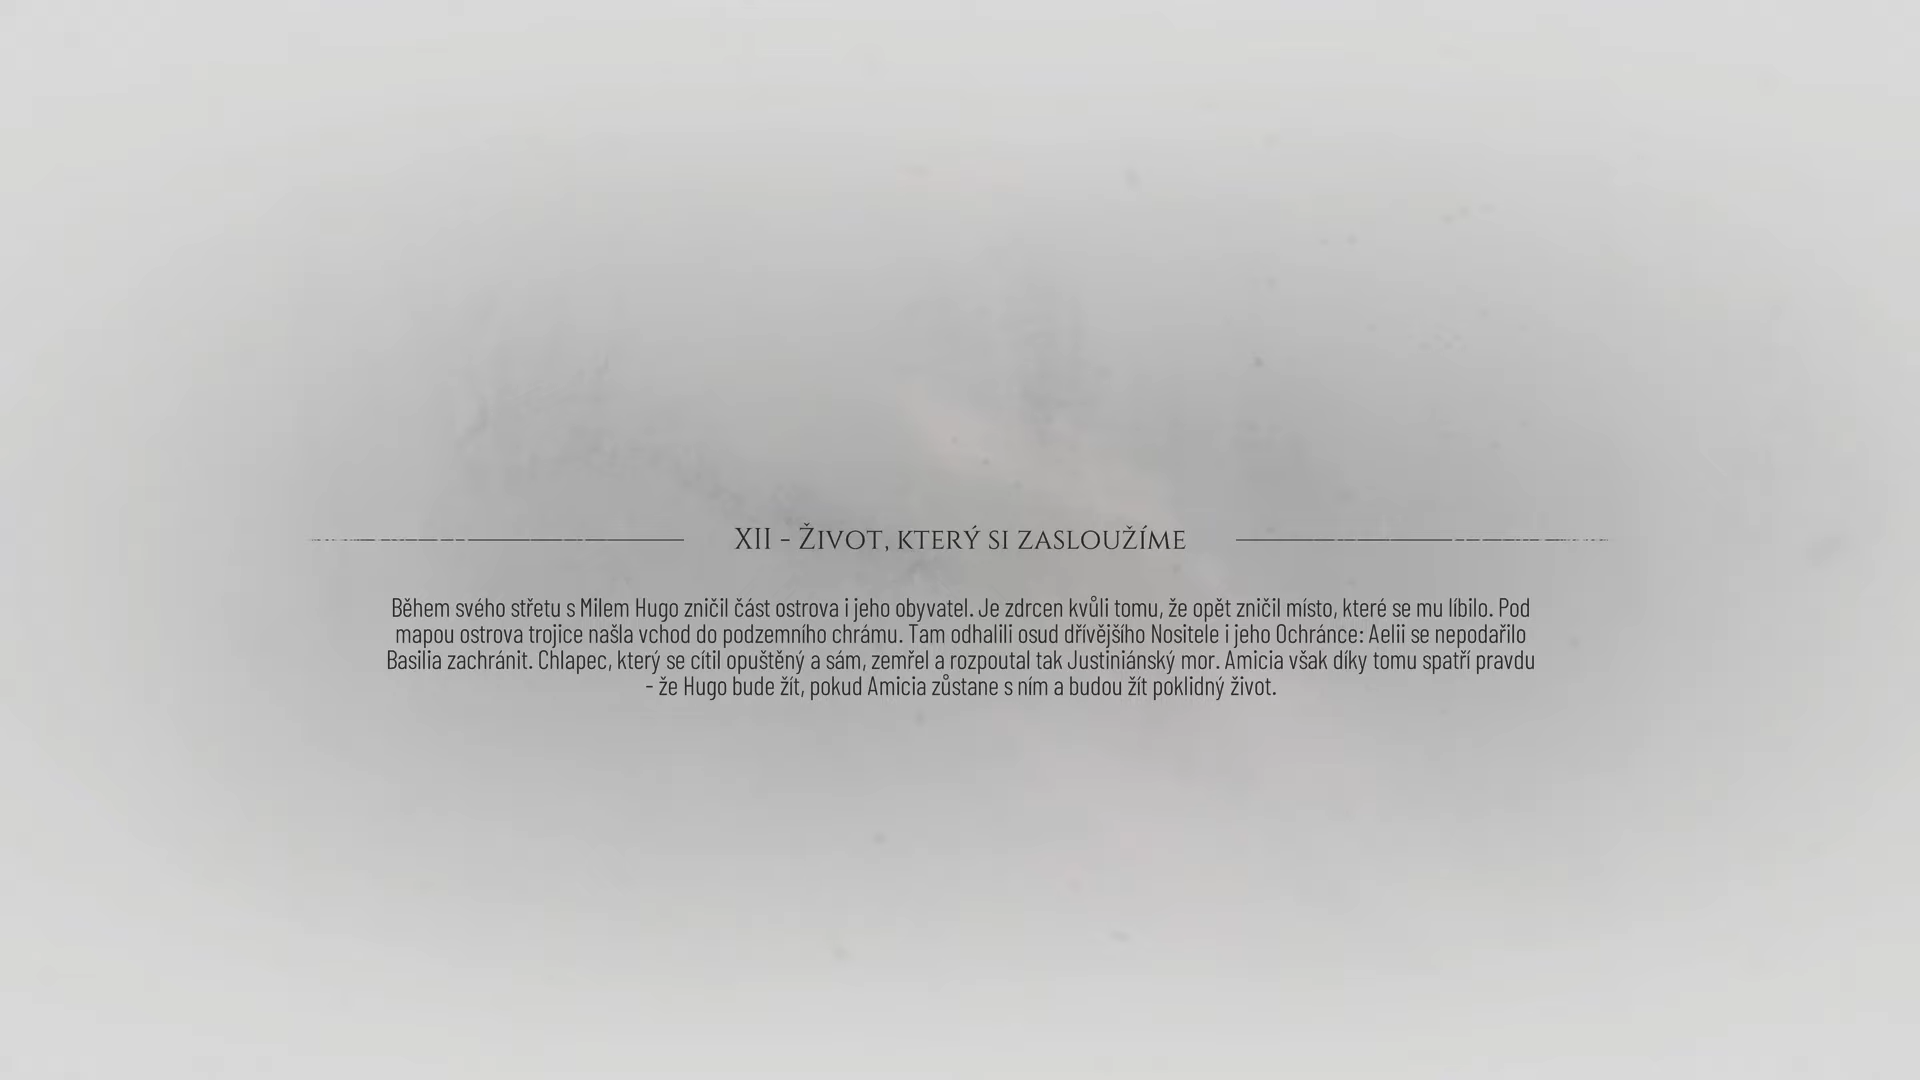 XII - Život, který si zasloužíme
Během svého střetu s Milem Hugo zničil část ostrova i jeho obyvatel. Je zdrcen kvůli tomu, že opět zničil místo, které se mu líbilo. Pod
mapou ostrova trojice našla vchod do podzemního chrámu. Tam odhalili osud dřívějšího Nositele i jeho Ochránce: Aelii se nepodařilo
Basilia zachránit. Chlapec, který se cítil opuštěný a sám, zemřel a rozpoutal tak Justiniánský mor. Amicia však díky tomu spatří pravdu
- že Hugo bude žít, pokud Amicia zůstane s ním a budou žít poklidný život.